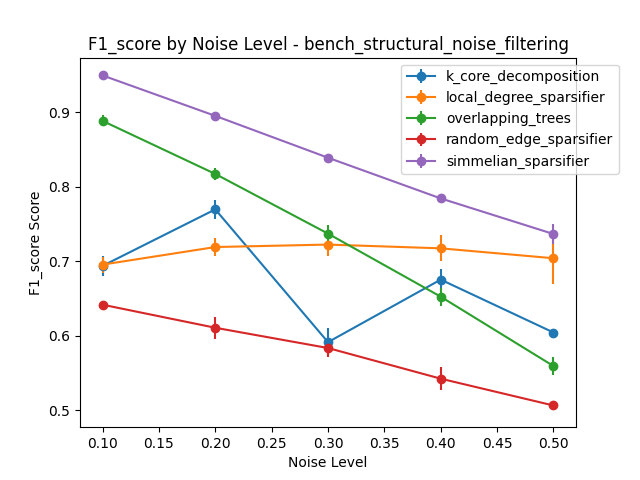 F1_score by Noise Level - bench_structural_noise_filtering
k_core_decomposition
local_degree_sparsifier
overlapping_trees
random_edge_sparsifier
simmelian_sparsifier
F1_score Score
0.9
0.8
0.7
0.6
0.5
0.10 0.15 0.20 0.25 0.30 0.35 0.40 0.45 0.50
Noise Level